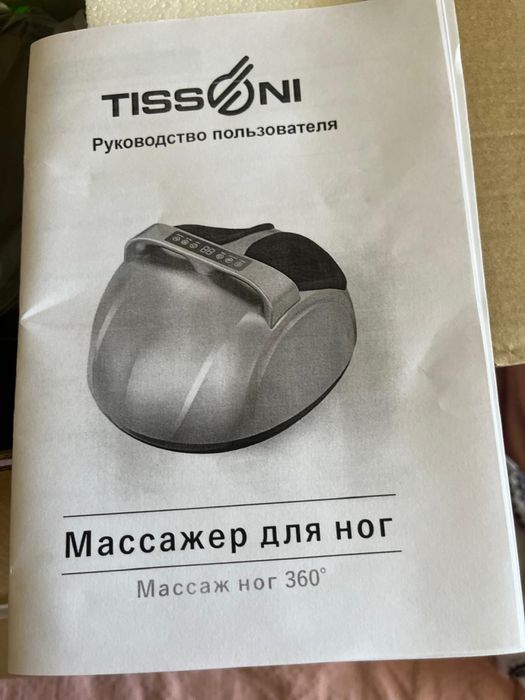 TISSONI
Руководство пользователя
Массажер для ног
Массаж ног 360°